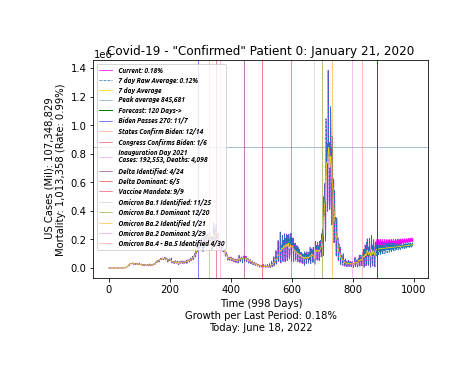 Covid-19 - "Confirmed" Patient 0: January 21, 2020
1e6
US Cases (Mil): 107,348,829
Mortality: 1,013,358 (Rate: 0.99%)
1.4
1.2
1.0
0.8
0.6
0.4
0.2
0.0
Current: 0.18%
7 day Raw Average: 0.12%
7 day Average
Peak average 845,681
Forecast: 120 Days->
Biden Passes 270: 11/7
States Confirm Biden: 12/14
Congress Confirms Biden: 1/6
Inauguration Day 2021
Cases: 192,553, Deaths: 4,098
Delta Identified: 4/24
Delta Dominant: 6/5
Vaccine Mandate: 9/9
Omicron Ba.1 Identified: 11/25
Omicron Ba.1 Dominant 12/20
Omicron Ba.2 Identified 1/21
Omicron Ba.2 Dominant 3/29
Omicron Ba.4 - Ba.5 Identified 4/30
0 200 400 600 800 1000
Time (998 Days)
Growth per Last Period: 0.18%
Today: June 18, 2022